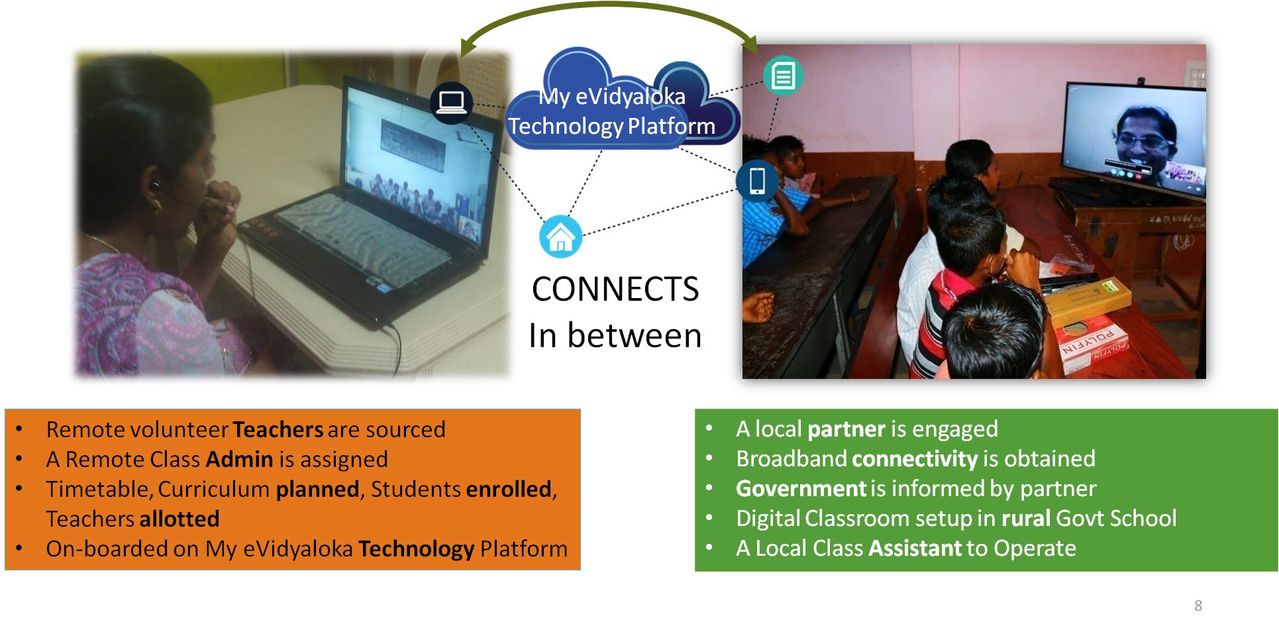 My eVidyaloka
Technology Platform
CONNECTS
In between
POLYFIN
• Remote volunteer Teachers are sourced
• A Remote Class Admin is assigned
• Timetable, Curriculum planned, Students enrolled,
Teachers allotted
• On-boarded on My eVidyaloka Technology Platform
• A local partner is engaged
• Broadband connectivity is obtained
• Government is informed by partner
• Digital Classroom setup in rural Govt School
• A Local Class Assistant to Operate
8